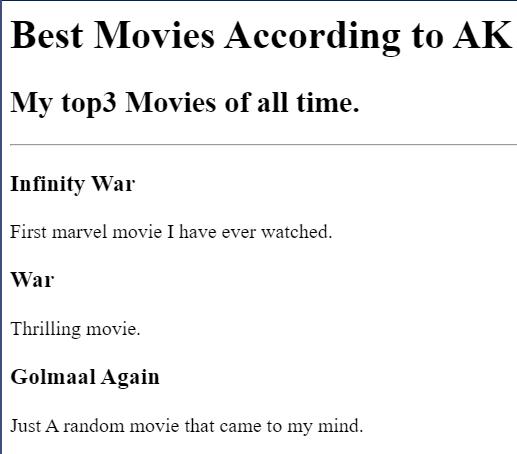 Best Movies According to AK
My top3 Movies of all time.
Infinity War
First marvel movie I have ever watched.
War
Thrilling movie.
Golmaal Again
Just A random movie that came to my mind.